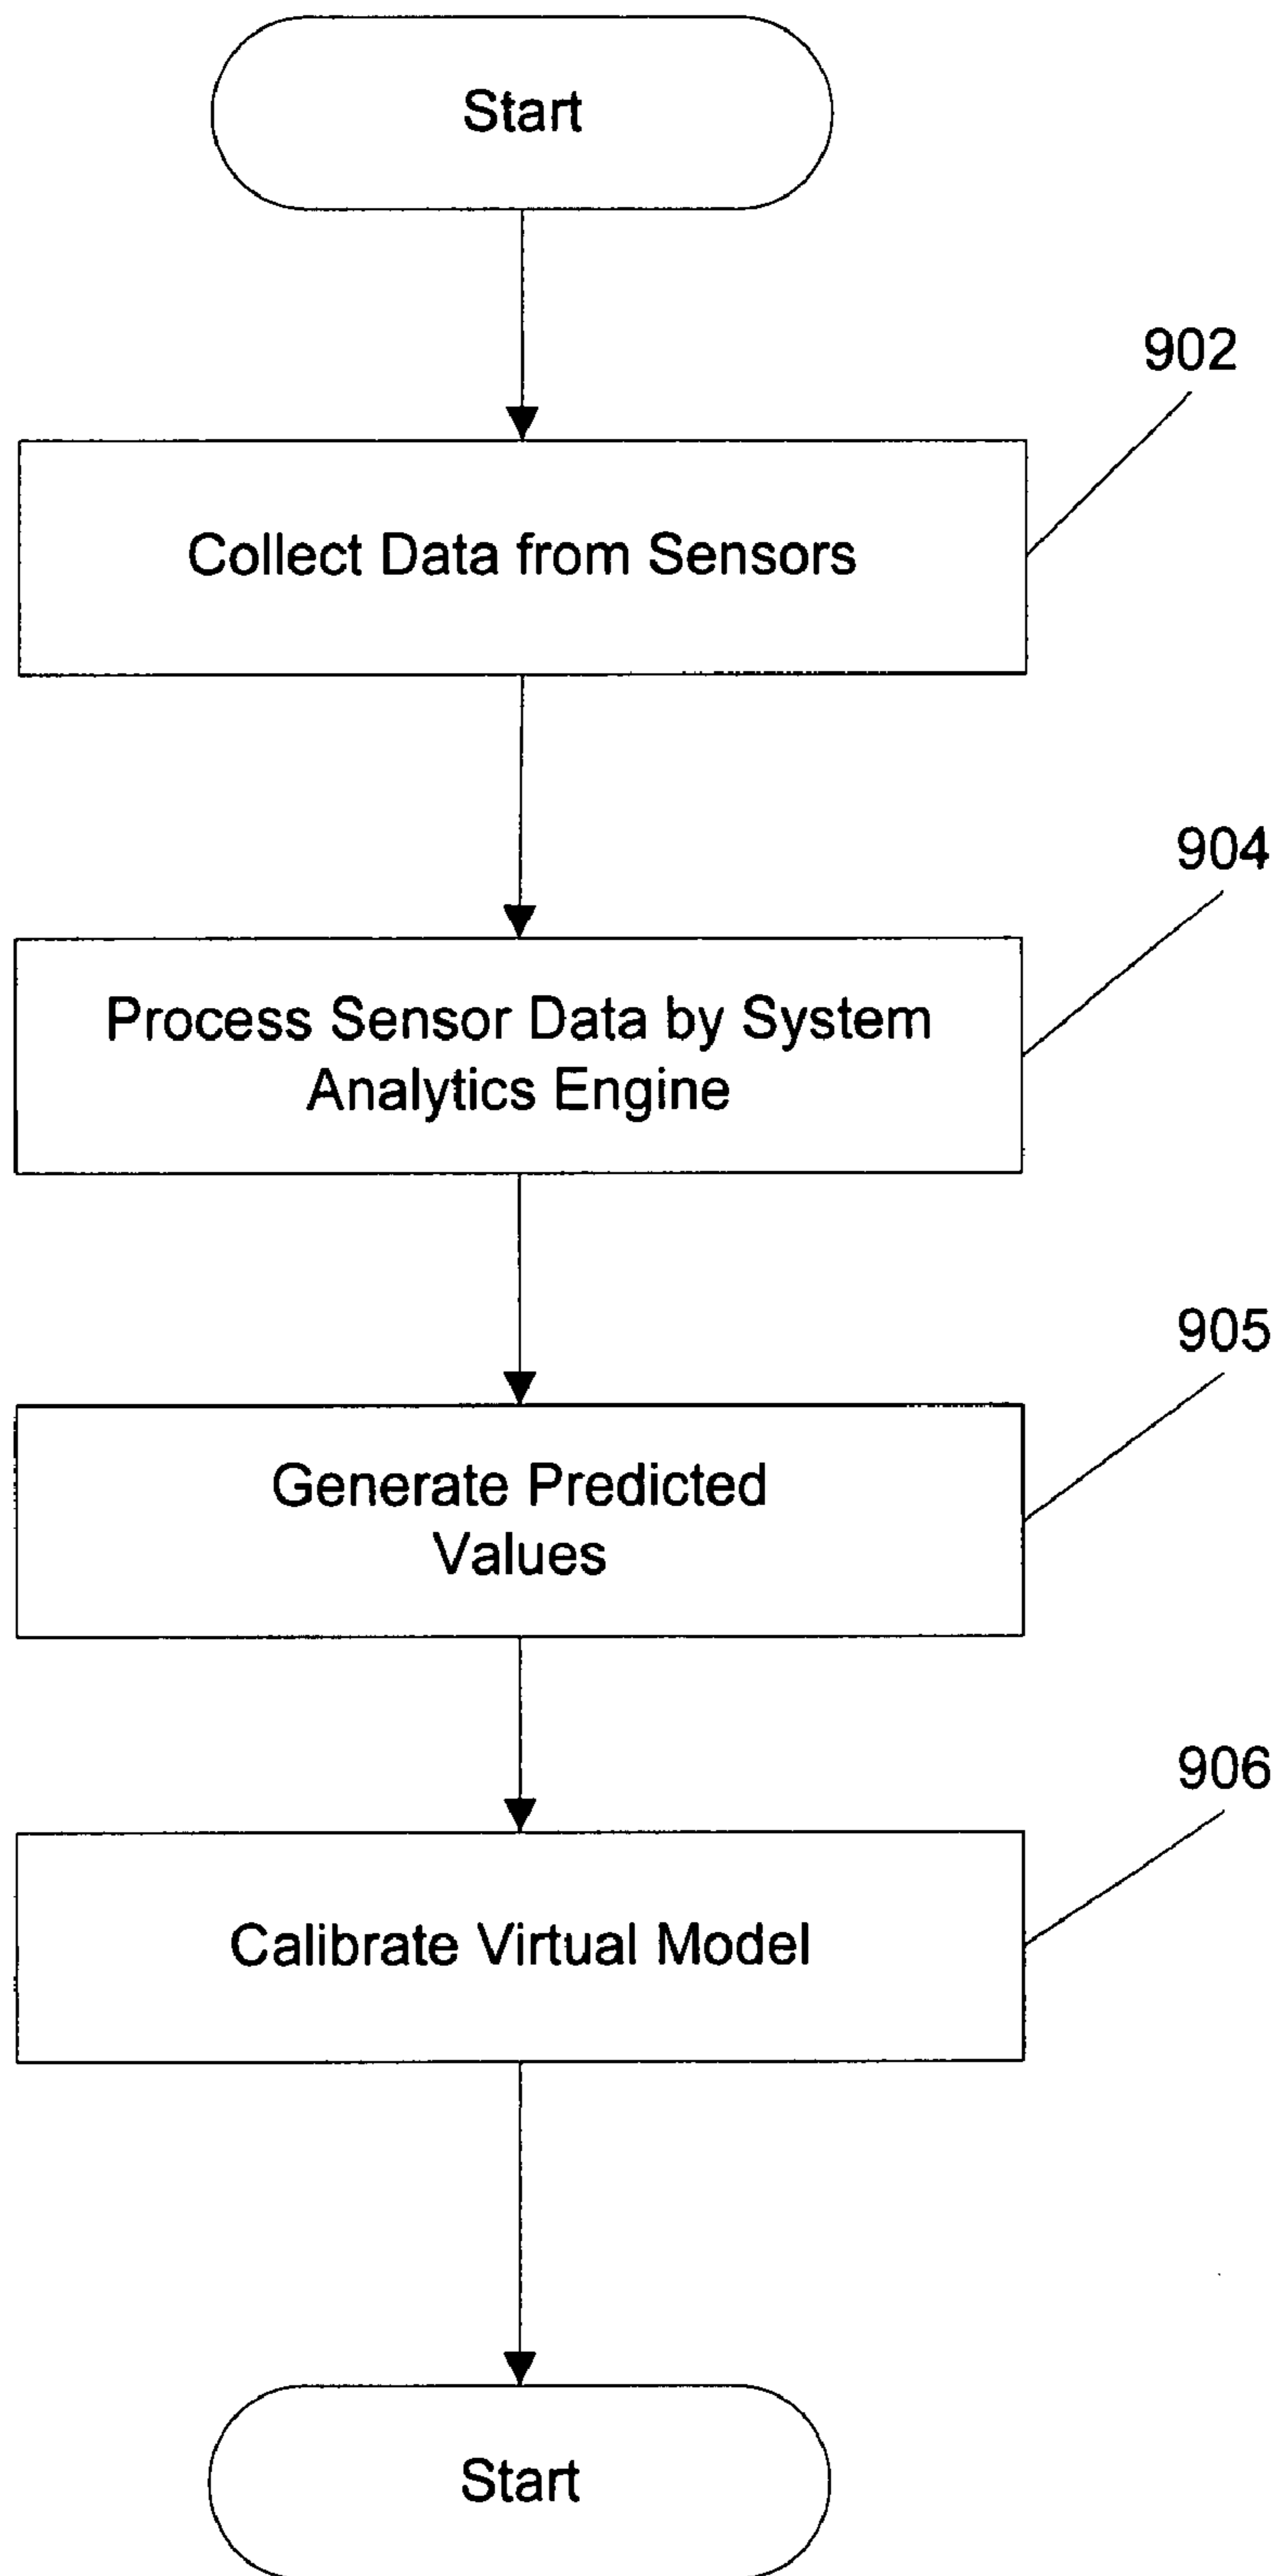 Start
902
Collect Data from Sensors
904
Process Sensor Data by System
Analytics Engine
905
Generate Predicted
Values
906
Calibrate Virtual Model
Start